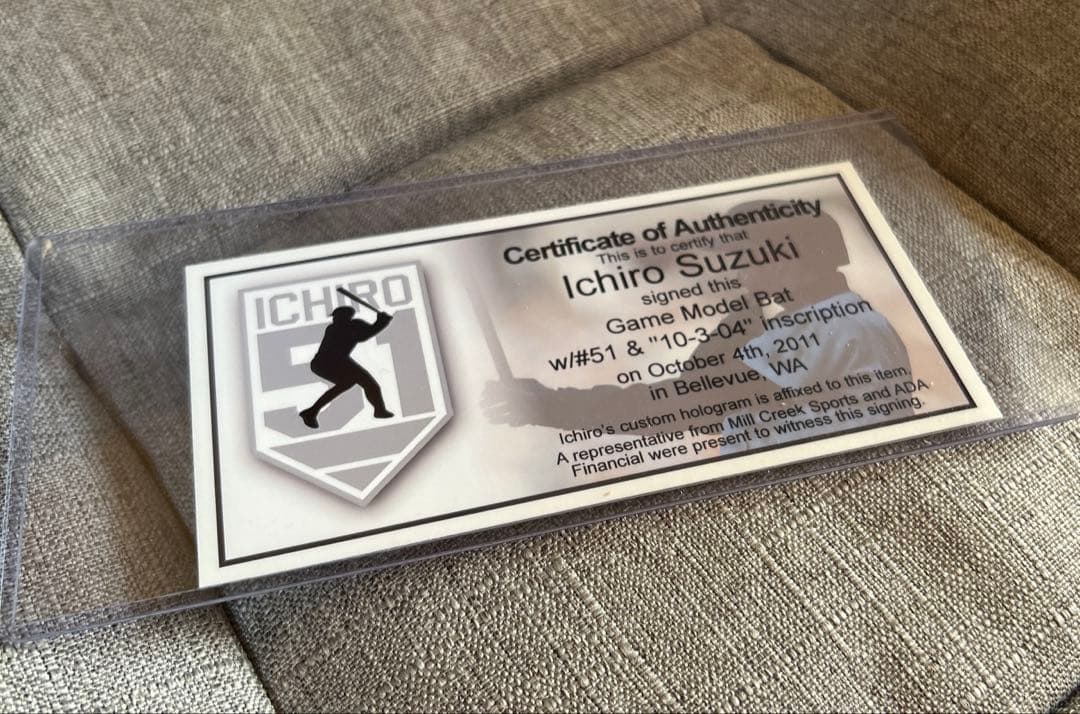 ICHIRO
51
Certificate of Authenticity
This is to certify that
Ichiro Suzuki
signed this
Game Model Bat
w/#51 & "10-3-04" inscription
on October 4th, 2011
in Bellevue, WA
Ichiro's custom hologram is affixed to this item.
A representative from Mill Creek Sports and ADA
Financial were present to witness this signing.